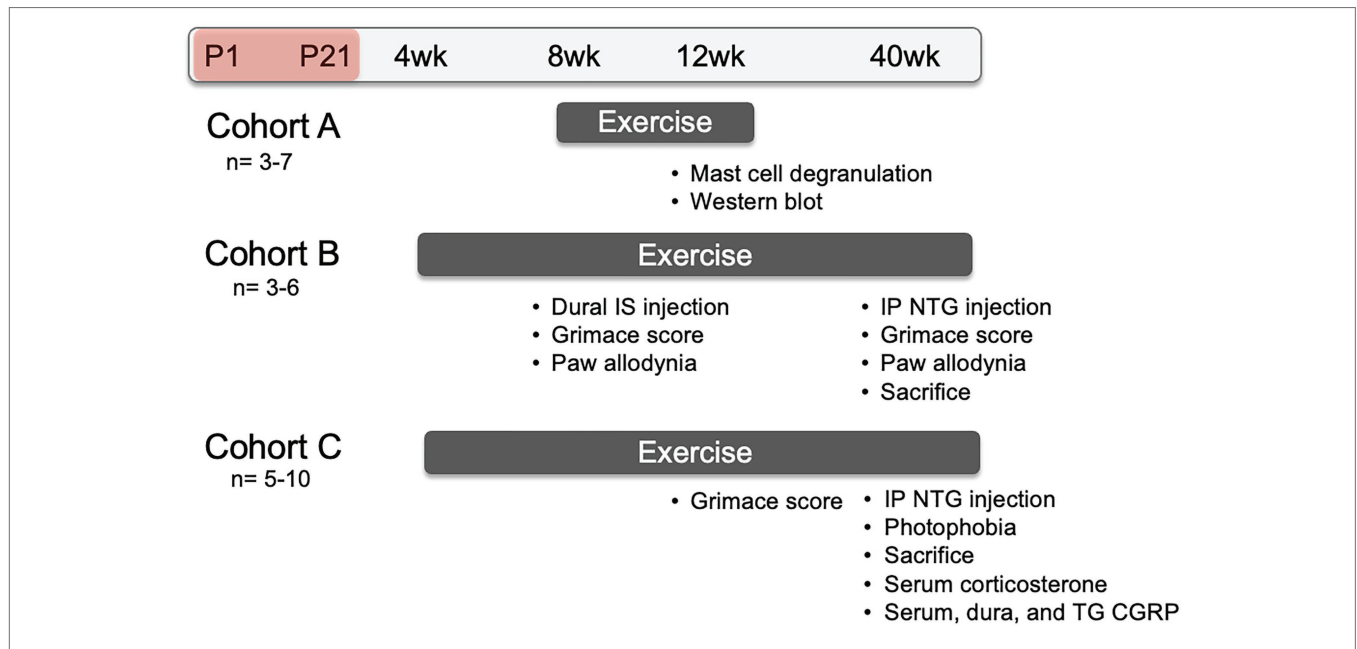 P1 P21 4wk 8wk 12wk 40wk
Cohort A
n= 3-7
Exercise
• Mast cell degranulation
• Western blot
Cohort B
n= 3-6
Exercise
• Dural IS injection
• Grimace score
• Paw allodynia
• IP NTG injection
• Grimace score
• Paw allodynia
• Sacrifice
Cohort C
n= 5-10
Exercise
• Grimace score
• IP NTG injection
• Photophobia
• Sacrifice
• Serum corticosterone
• Serum, dura, and TG CGRP